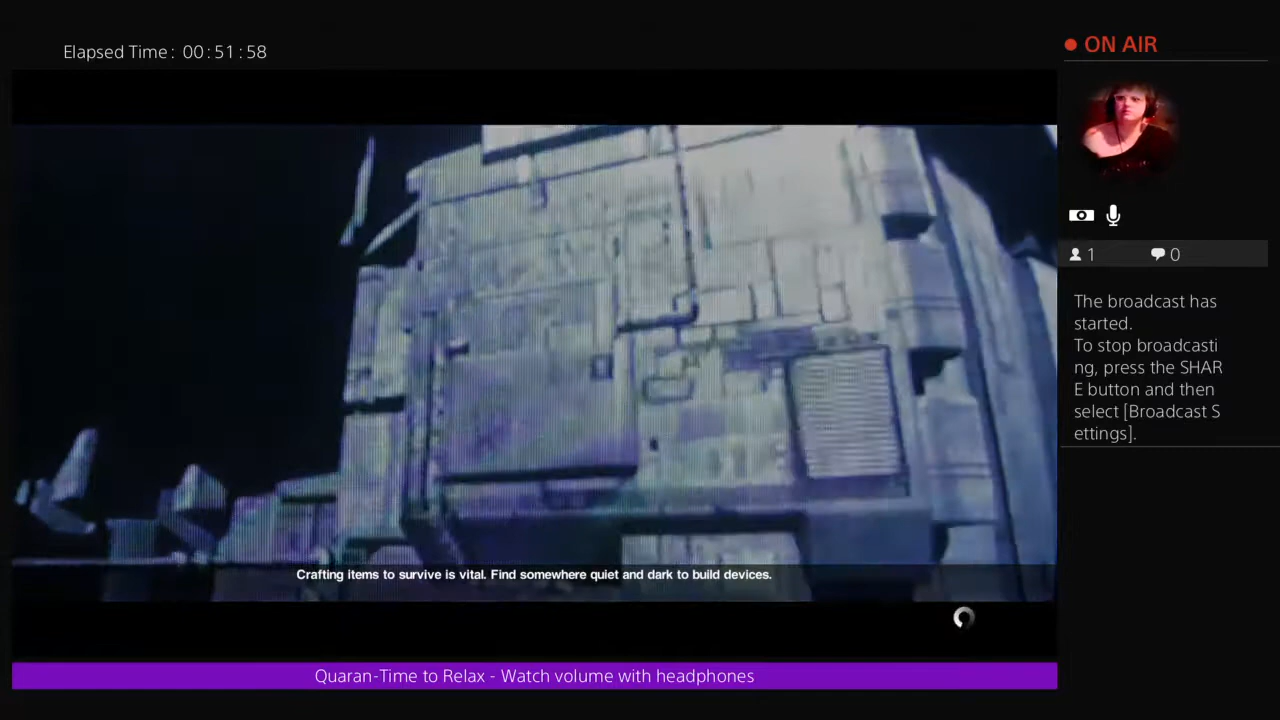 Elapsed Time: 00:51:58
ON AIR
1
0
The broadcast has
started.
To stop broadcasti
ng, press the SHAR
E button and then
select [Broadcast S
ettings].
Crafting items to survive is vital. Find somewhere quiet and dark to build devices.
Quaran-Time to Relax - Watch volume with headphones